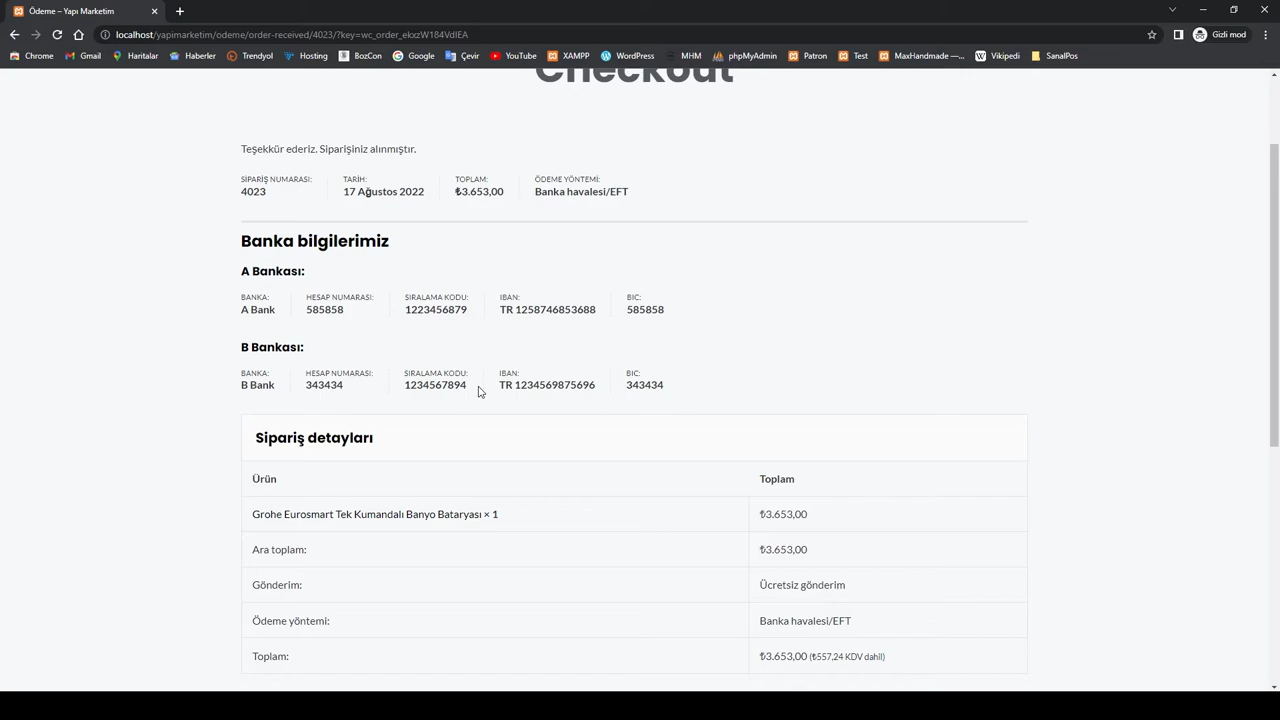 Ödeme – Yapı Marketim
localhost/yapimarketim/odeme/order-received/4023/?key=wc_order_ekxzW184VdIEA
Gizli mod
Chrome Gmail Haritalar Haberler Trendyol Hosting BozCon Google Çevir YouTube XAMPP WordPress MHM phpMyAdmin Patron Test MaxHandmade —... Vikipedi SanalPos
Checkout
Teşekkür ederiz. Siparişiniz alınmıştır.
SİPARİŞ NUMARASI: TARİH: TOPLAM: ÖDEME YÖNTEMİ:
4023 17 Ağustos 2022 ₺3.653,00 Banka havalesi/EFT
Banka bilgilerimiz
A Bankası:
BANKA: HESAP NUMARASI: SIRALAMA KODU: IBAN: BIC:
A Bank 585858 1223456879 TR 1258746853688 585858
B Bankası:
BANKA: HESAP NUMARASI: SIRALAMA KODU: IBAN: BIC:
B Bank 343434 1234567894 TR 1234569875696 343434
Sipariş detayları
Ürün Toplam
Grohe Eurosmart Tek Kumandalı Banyo Bataryası × 1 ₺3.653,00
Ara toplam: ₺3.653,00
Gönderim: Ücretsiz gönderim
Ödeme yöntemi: Banka havalesi/EFT
Toplam: ₺3.653,00 (₺557,24 KDV dahil)